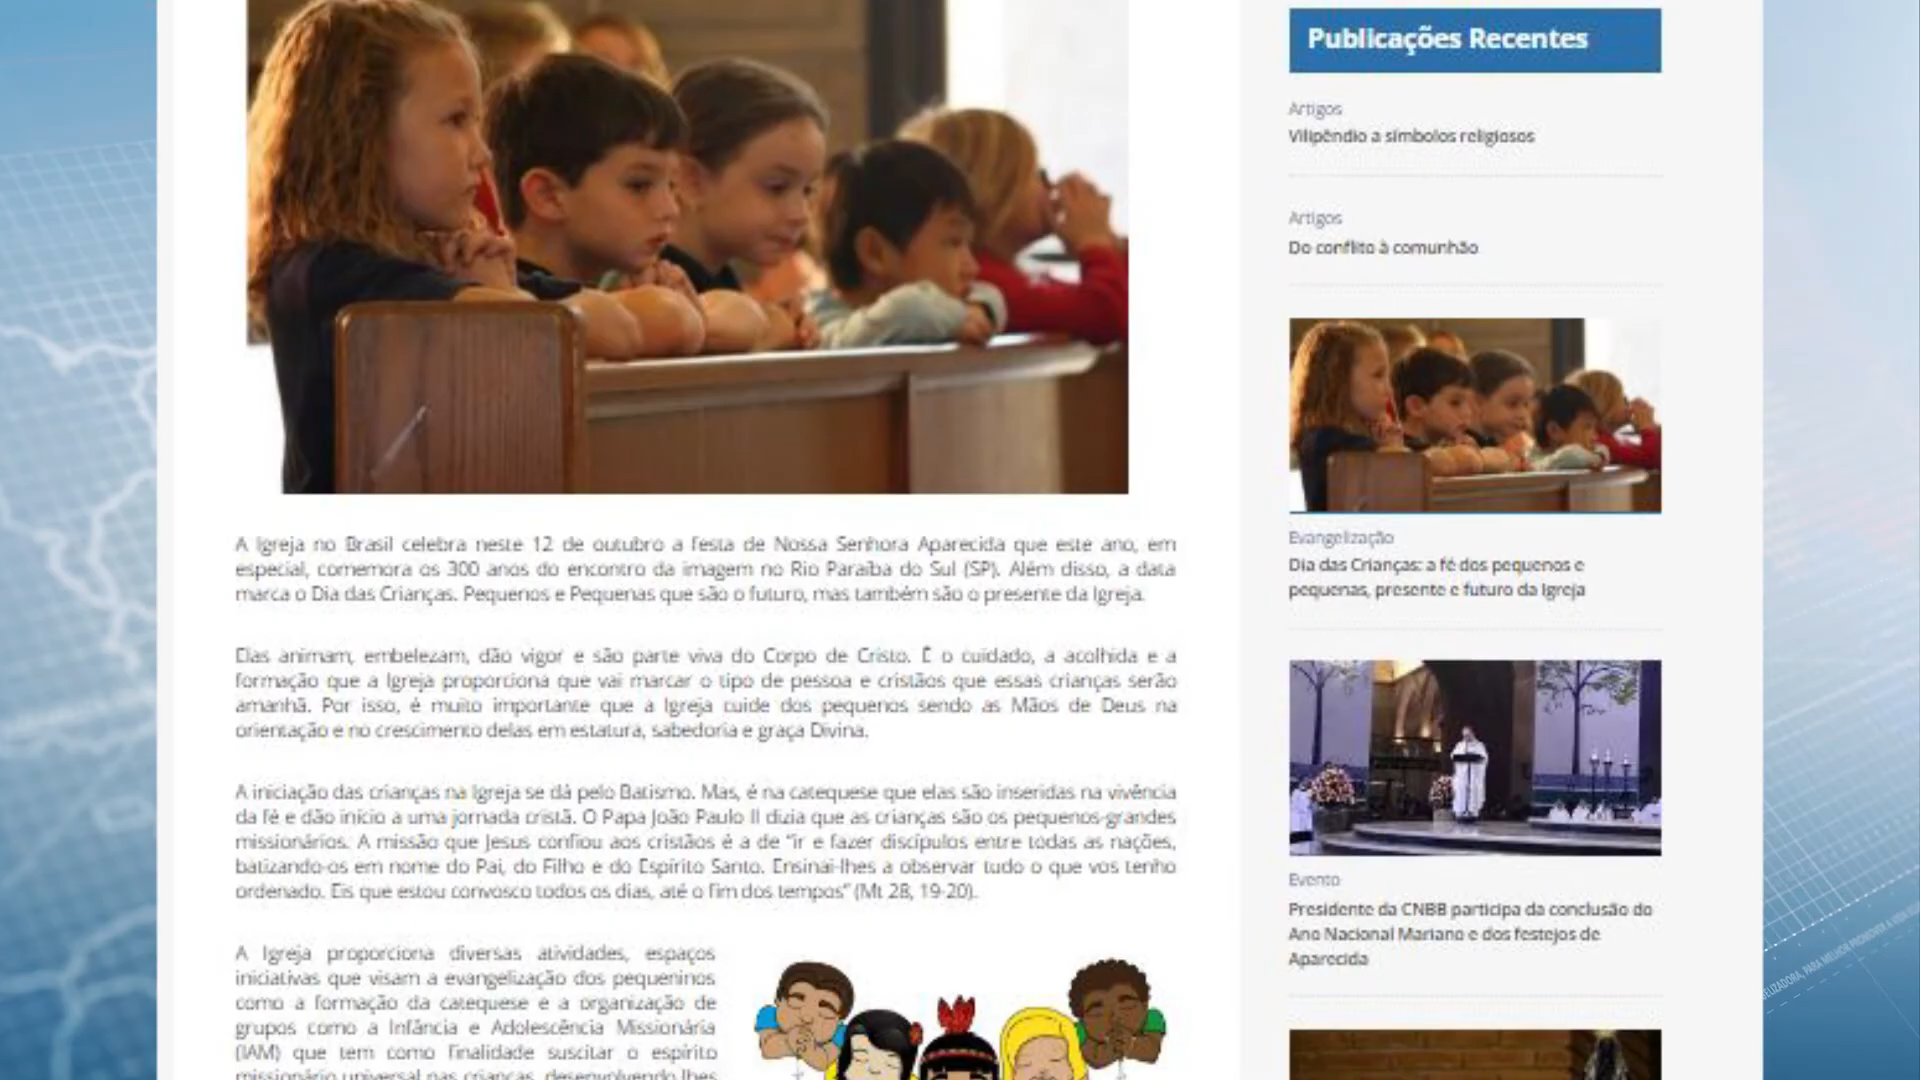 A Igreja no Brasil celebra neste 12 de outubro a festa de Nossa Senhora Aparecida que este ano, em
especial, comemora os 300 anos do encontro da imagem no Rio Paraíba do Sul (SP). Além disso, a data
marca o Dia das Crianças. Pequenos e Pequenas que são o futuro, mas também são o presente da Igreja.
Elas animam, embelezam, dão vigor e são parte viva do Corpo de Cristo. É o cuidado, a acolhida e a
formação que a Igreja proporciona que vai marcar o tipo de pessoa e cristãos que essas crianças serão
amanhã. Por isso, é muito importante que a Igreja cuide dos pequenos sendo as Mãos de Deus na
orientação e no crescimento delas em estatura, sabedoria e graça Divina.
A iniciação das crianças na Igreja se dá pelo Batismo. Mas, é na catequese que elas são inseridas na vivência
da fé e dão início a uma jornada cristã. O Papa João Paulo II dizia que as crianças são os pequenos-grandes
missionários. A missão que Jesus confiou aos cristãos é a de “ir e fazer discípulos entre todas as nações,
batizando-os em nome do Pai, do Filho e do Espírito Santo. Ensinai-lhes a observar tudo o que vos tenho
ordenado. Eis que estou convosco todos os dias, até o fim dos tempos” (Mt 28, 19-20).
A Igreja proporciona diversas atividades, espaços
iniciativas que visam a evangelização dos pequeninos
como a formação da catequese e a organização de
grupos como a Infância e Adolescência Missionária
(IAM) que tem como finalidade suscitar o espírito
missionário universal nas crianças, desenvolvendo-lhes
Publicações Recentes
Artigos
Vilipêndio a símbolos religiosos
Artigos
Do conflito à comunhão
Evangelização
Dia das Crianças: a fé dos pequenos e
pequenas, presente e futuro da Igreja
Evento
Presidente da CNBB participa da conclusão do
Ano Nacional Mariano e dos festejos de
Aparecida